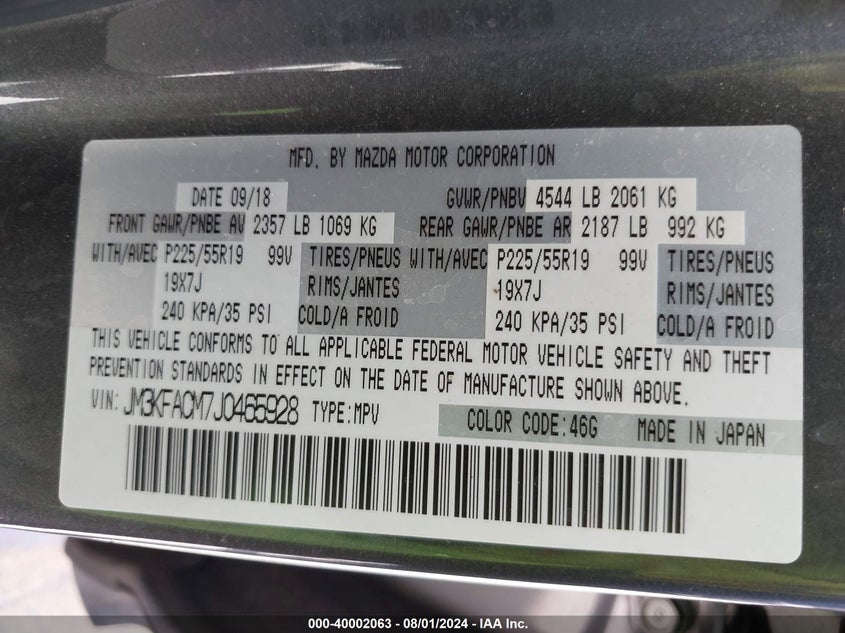 MFD. BY MAZDA MOTOR CORPORATION
DATE 09/18 GVWR/PNBV 4544 LB 2061 KG
FRONT GAWR/PNBE AV 2357 LB 1069 KG REAR GAWR/PNBE AR 2187 LB 992 KG
WITH/AVEC P225/55R19 99V TIRES/PNEUS WITH/AVEC P225/55R19 99V TIRES/PNEUS
19X7J RIMS/JANTES 19X7J RIMS/JANTES
240 KPA/35 PSI COLD/A FROID 240 KPA/35 PSI COLD/A FROID
THIS VEHICLE CONFORMS TO ALL APPLICABLE FEDERAL MOTOR VEHICLE SAFETY AND THEFT
PREVENTION STANDARDS IN EFFECT ON THE DATE OF MANUFACTURE SHOWN ABOVE.
VIN: JM3KFACM7J0465928 TYPE:MPV COLOR CODE:46G MADE IN JAPAN
000-40002063 - 08/01/2024 - IAA Inc.